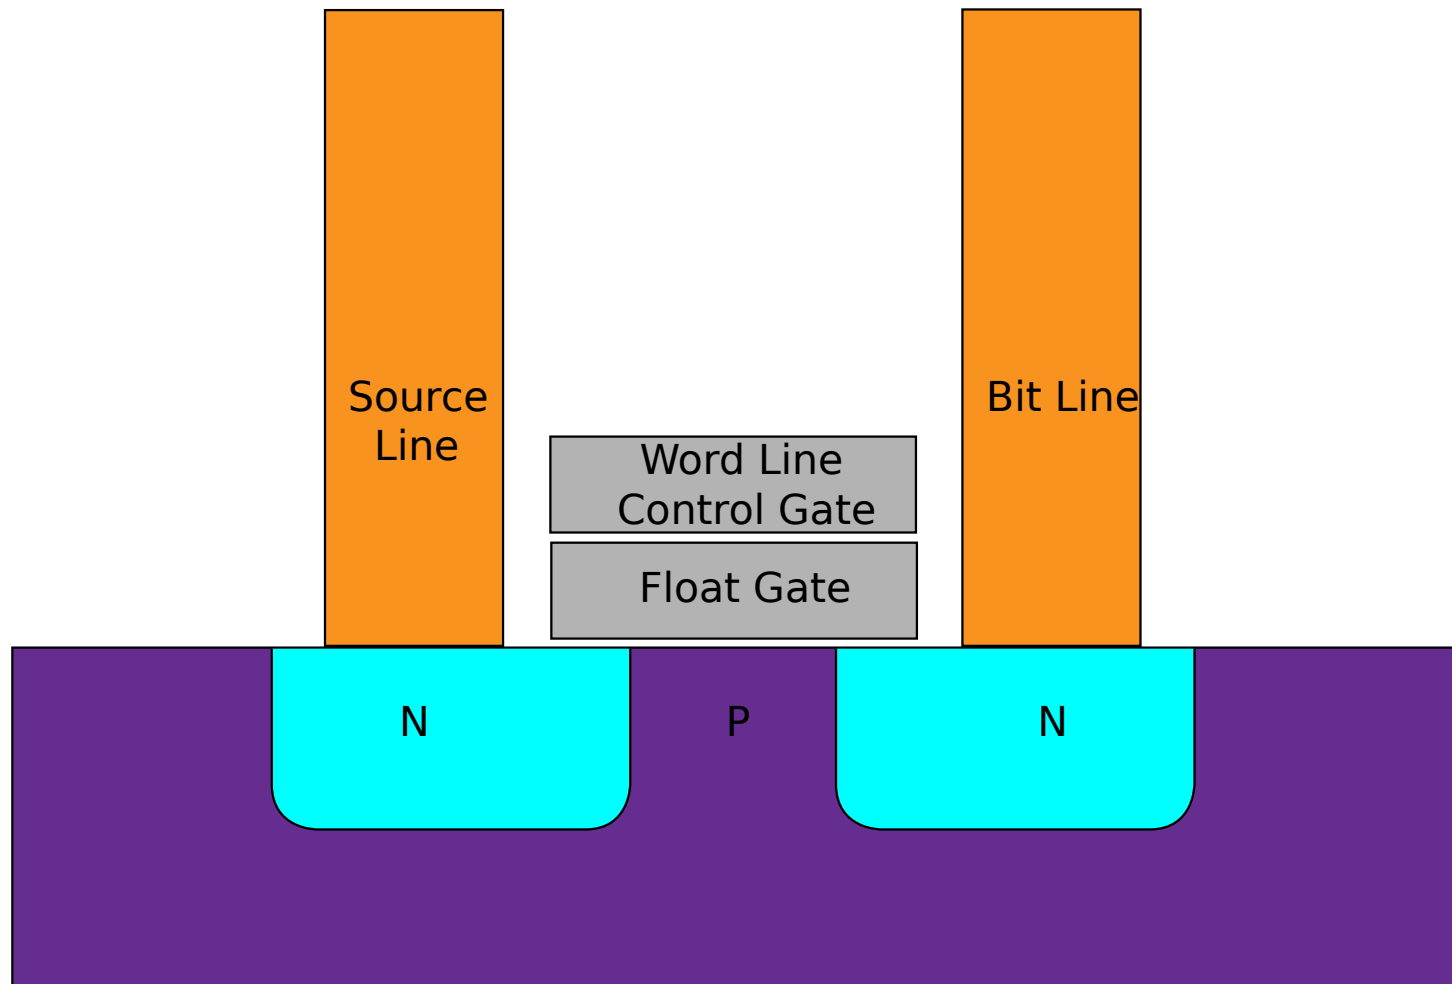 Source
Line
Bit Line
Word Line
Control Gate
Float Gate
N
P
N